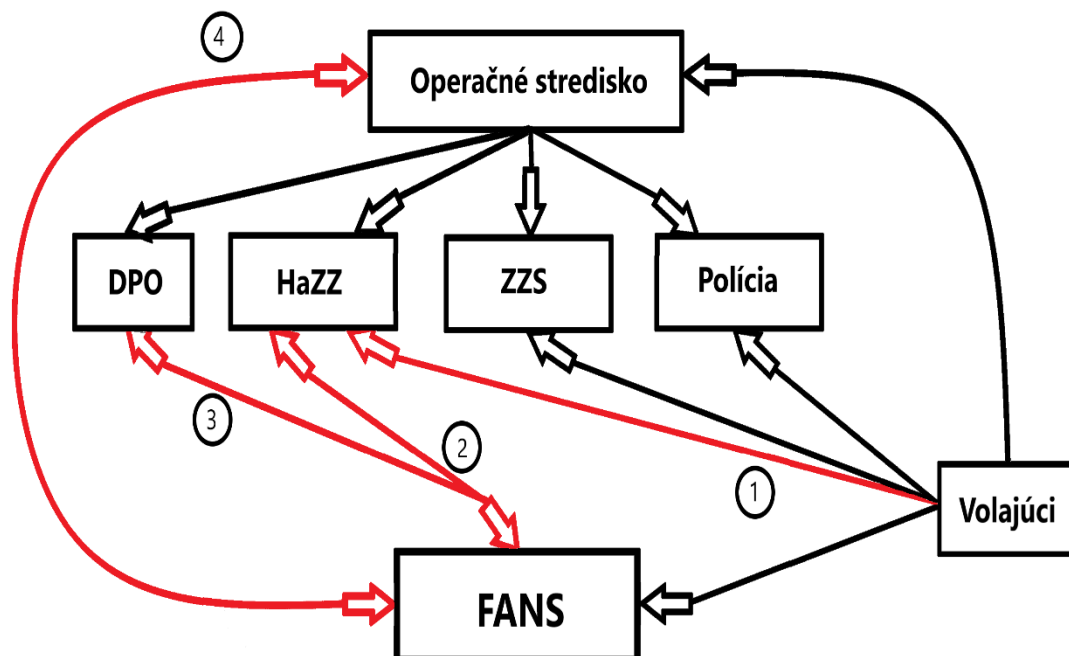 4
Operačné stredisko
DPO
HaZZ
ZZS
Polícia
3
2
1
Volajúci
FANS